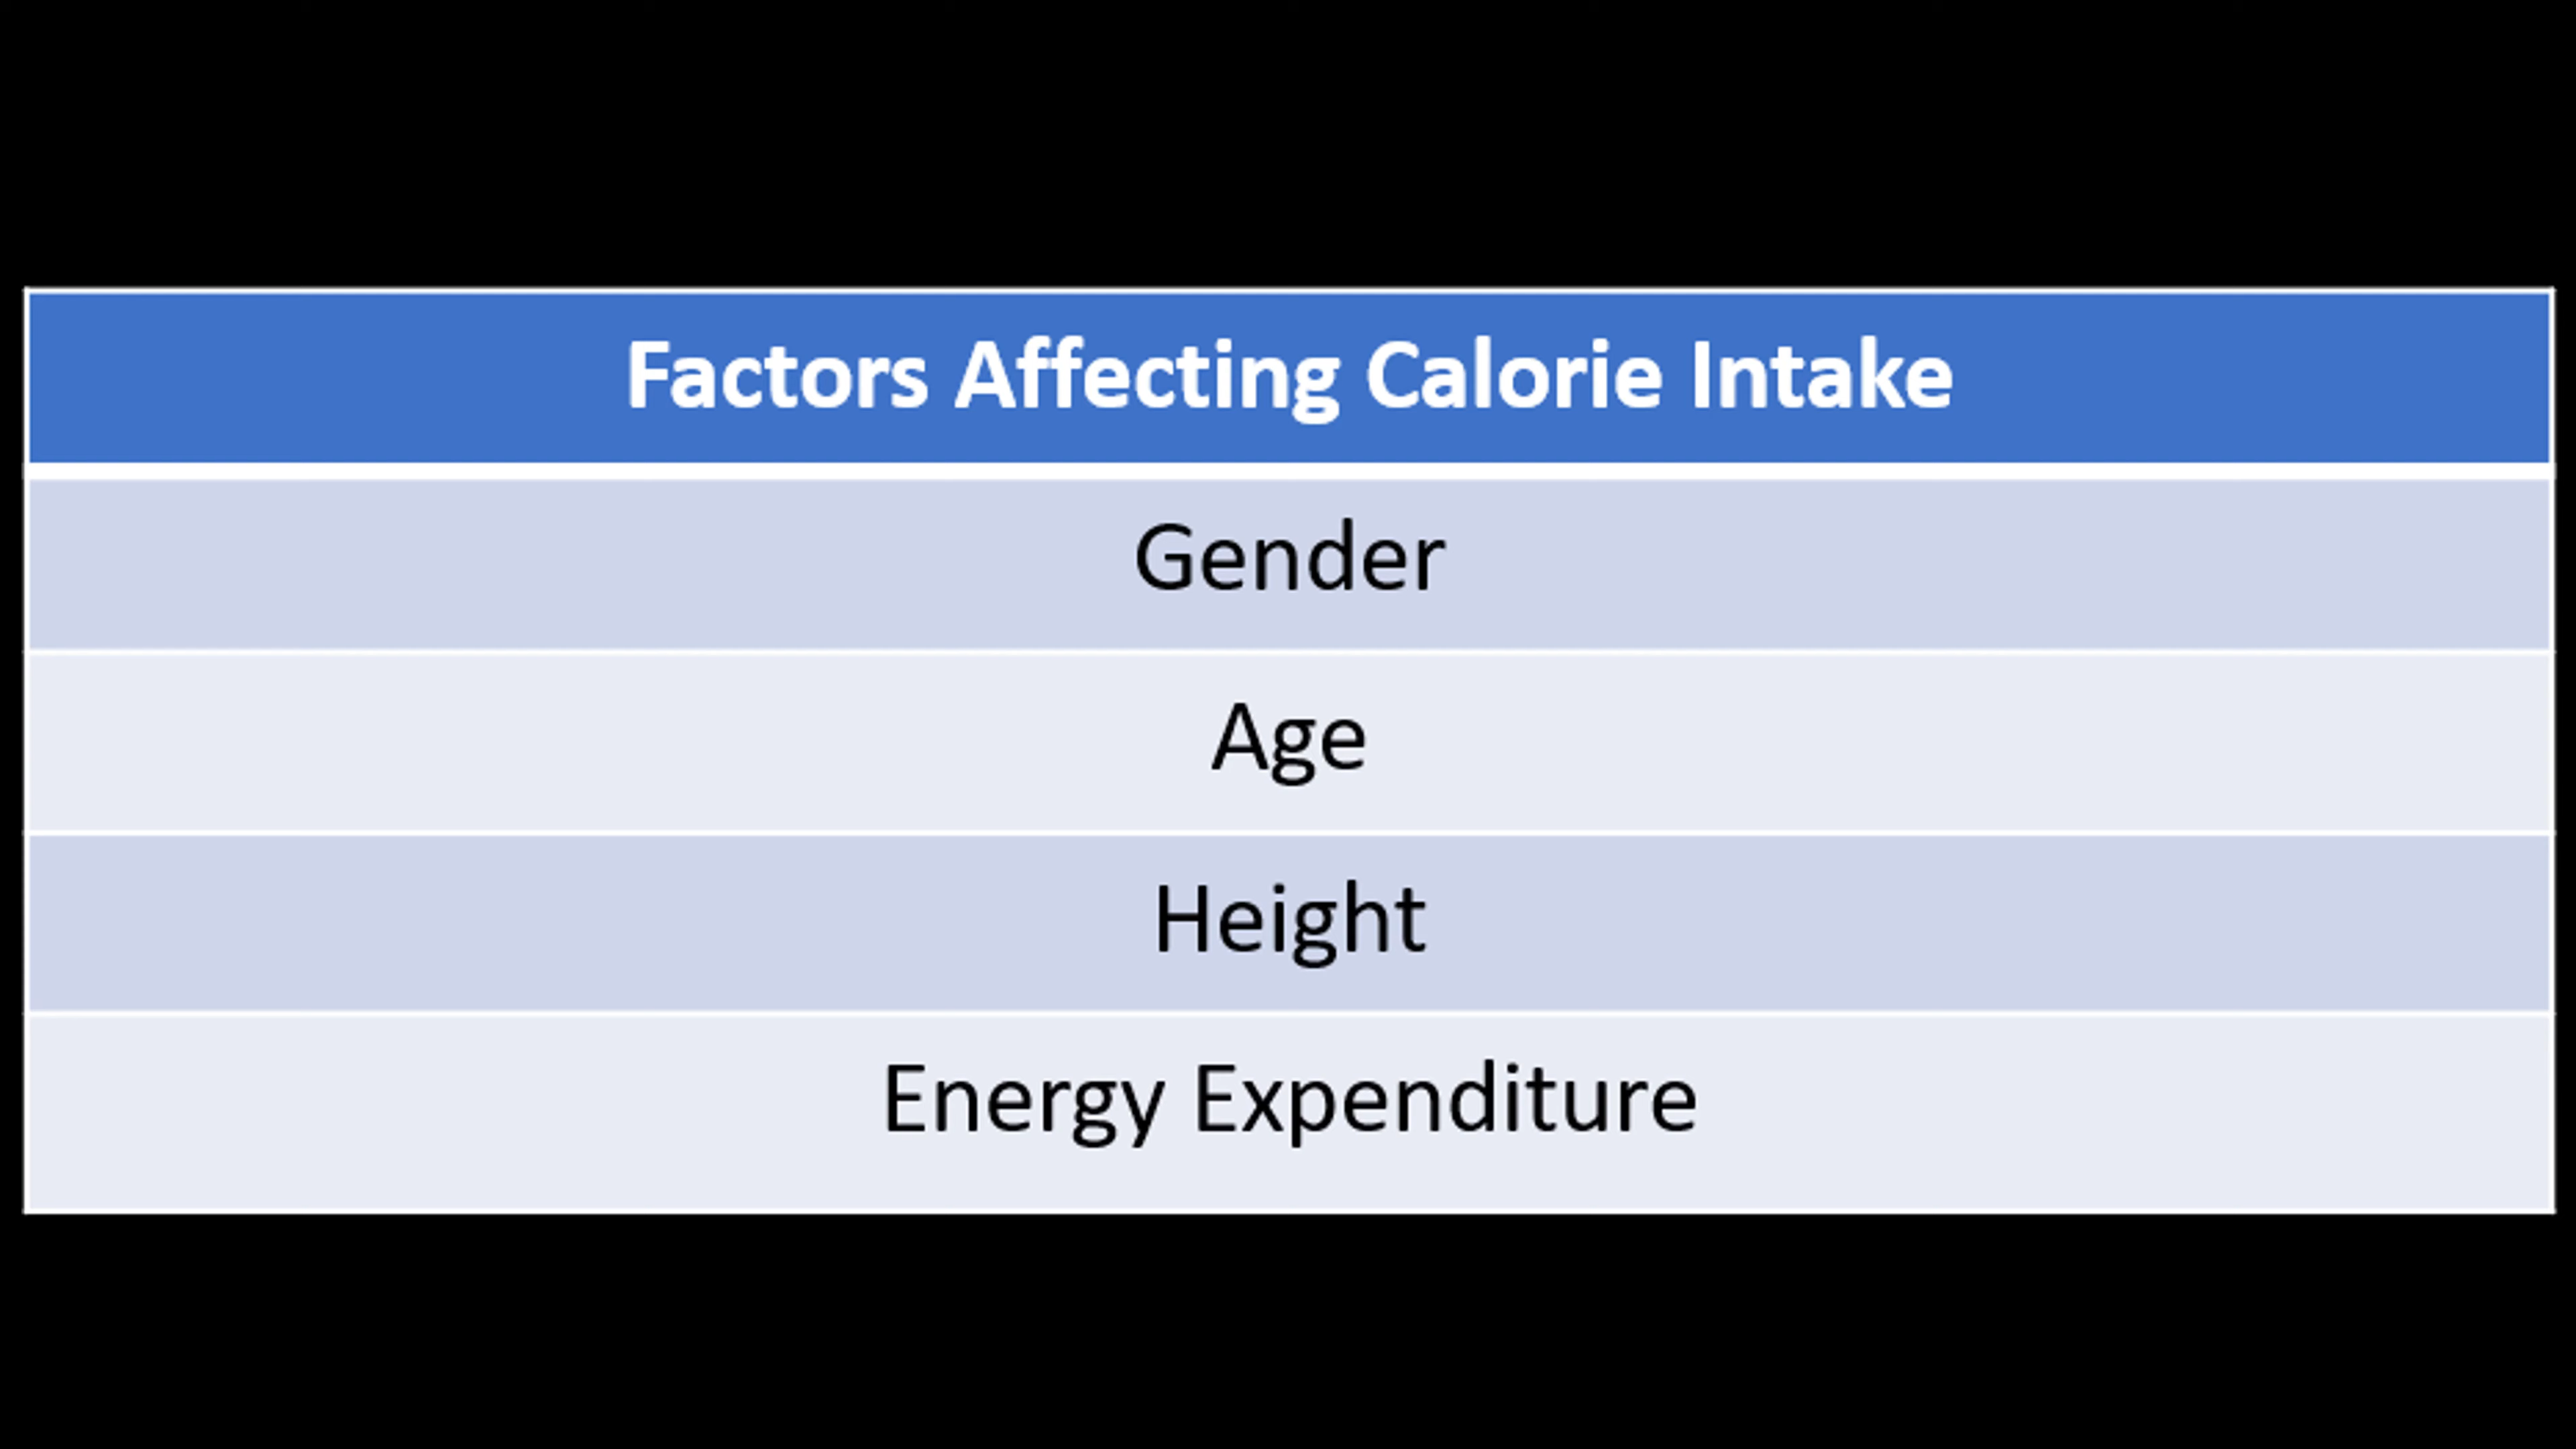 Factors Affecting Calorie Intake
Gender
Age
Height
Energy Expenditure